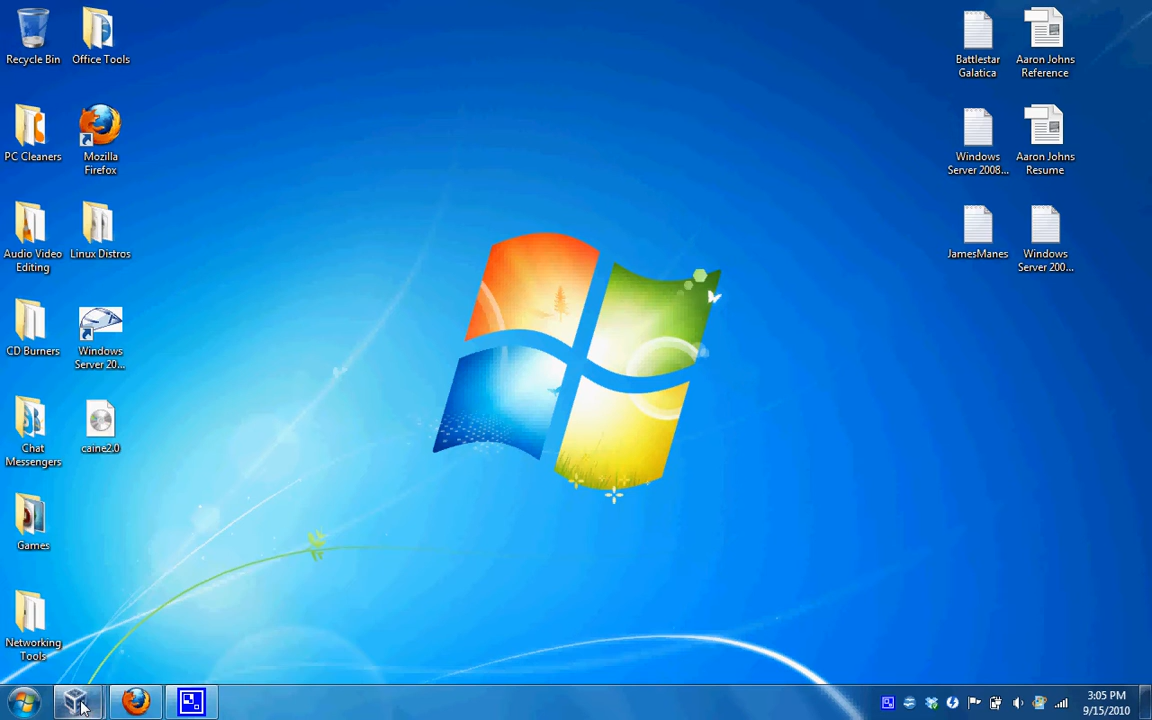 Recycle Bin
Office Tools
PC Cleaners
Mozilla
Firefox
Audio Video
Editing
Linux Distros
CD Burners
Windows
Server 20...
Chat
Messengers
caine2.0
Games
Networking
Tools
Battlestar
Galatica
Aaron Johns
Reference
Windows
Server 2008...
Aaron Johns
Resume
JamesManes
Windows
Server 200...
3:05 PM
9/15/2010